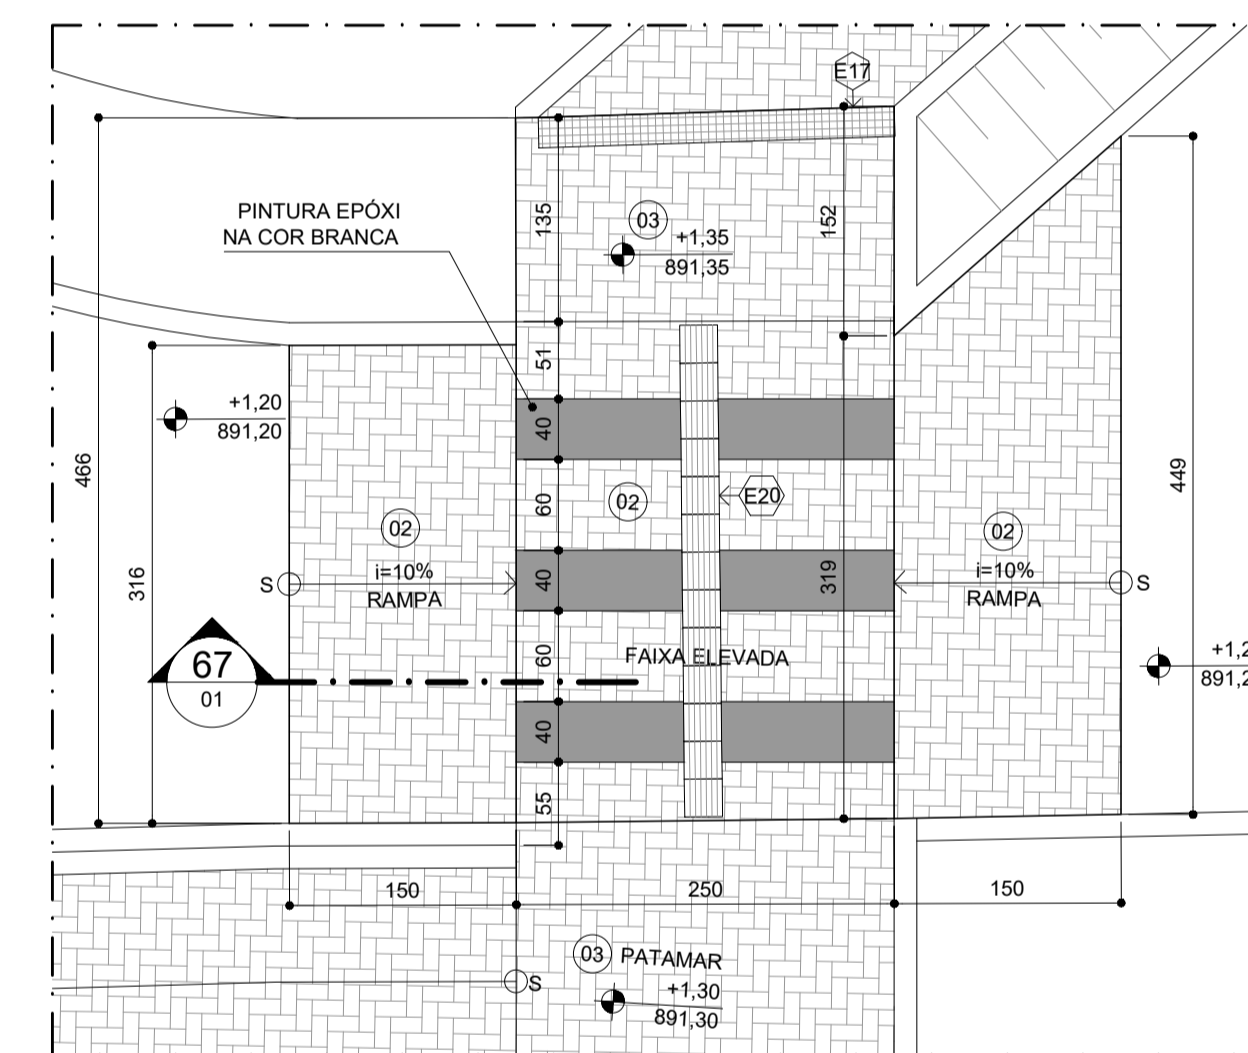 E17
PINTURA EPÓXI
NA COR BRANCA
135
03
+1,35
891,35
152
51
+1,20
891,20
40
466
449
02
60
02
E20
02
316
S
i=10%
RAMPA
40
319
i=10%
RAMPA
S
67
01
60
FAIXA ELEVADA
40
55
150
250
150
03 PATAMAR
S
+1,30
891,30